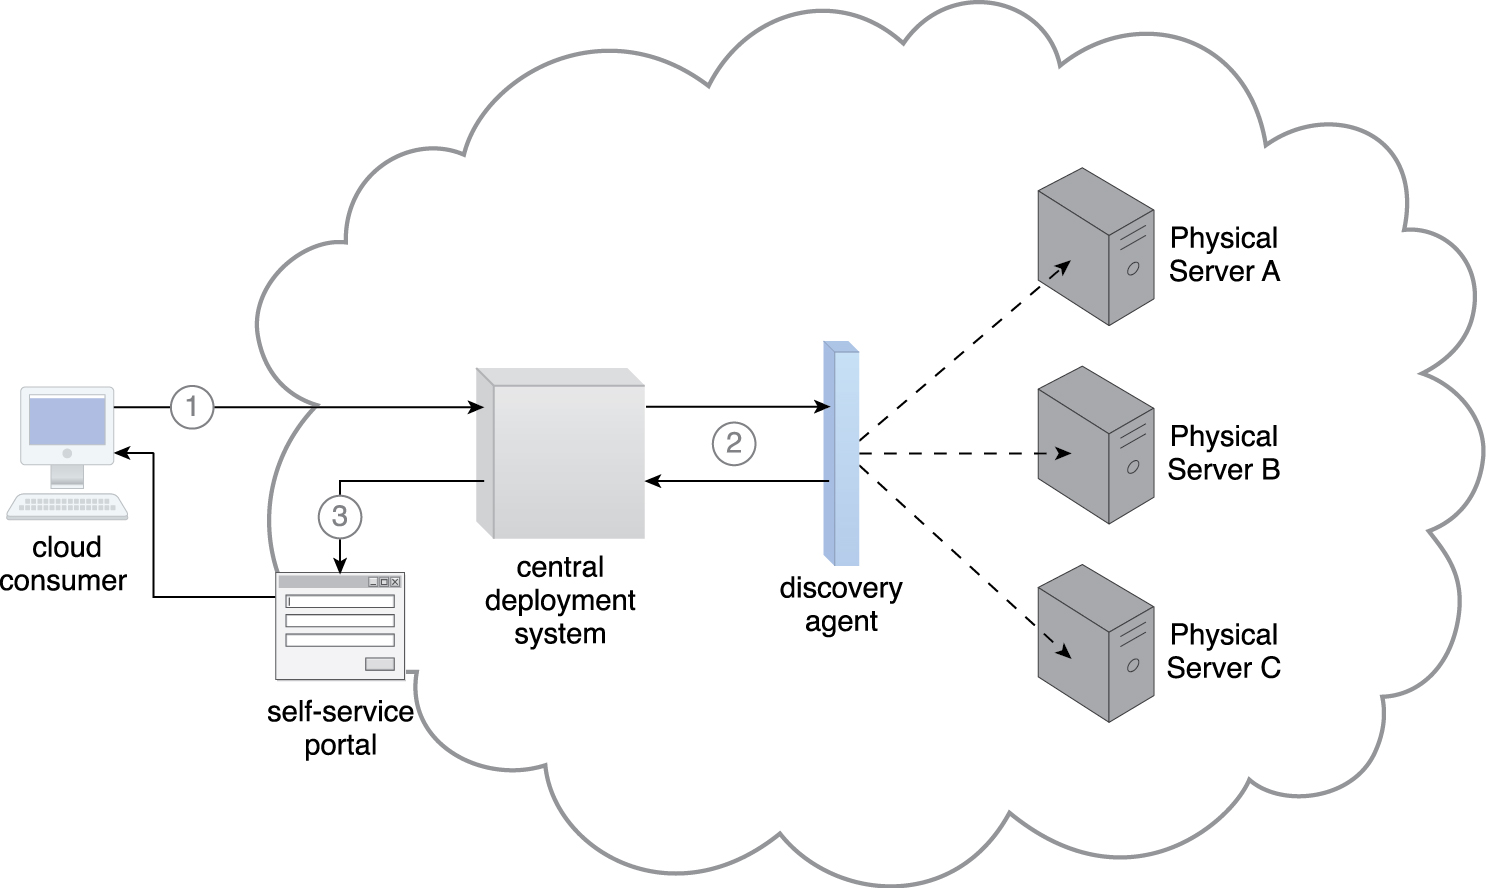 Physical
Server A
1
2
Physical
Server B
3
cloud
consumer
central
deployment
system
discovery
agent
Physical
Server C
self-service
portal